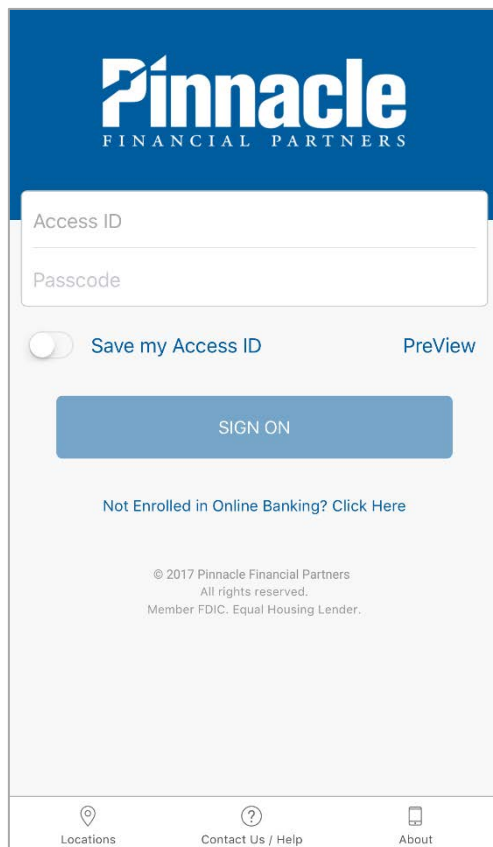 Pinnacle
FINANCIAL PARTNERS
Access ID
Passcode
Save my Access ID PreView
SIGN ON
Not Enrolled in Online Banking? Click Here
© 2017 Pinnacle Financial Partners
All rights reserved.
Member FDIC. Equal Housing Lender.
Locations Contact Us / Help About